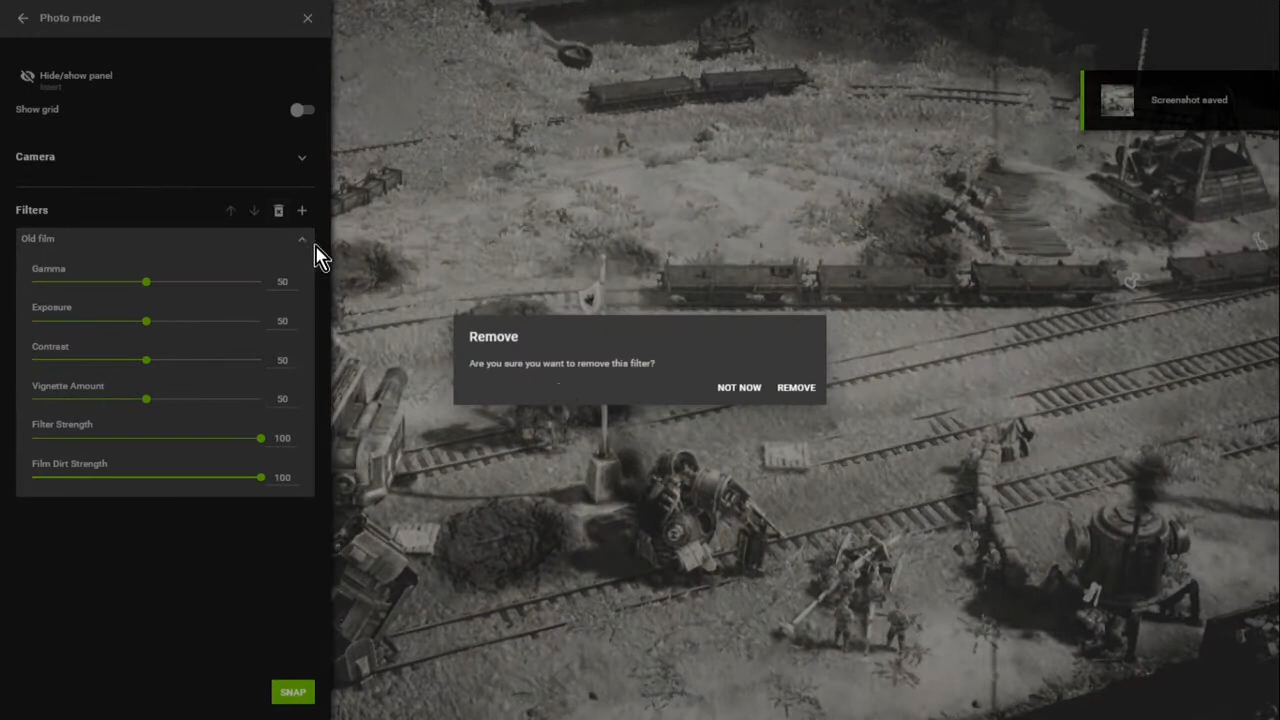 Photo mode
Hide/show panel
Insert
Show grid
Screenshot saved
Camera
Filters
Old film
Gamma
50
Exposure
50
Contrast
50
Vignette Amount
50
Filter Strength
100
Film Dirt Strength
100
Remove
Are you sure you want to remove this filter?
NOT NOW REMOVE
SNAP